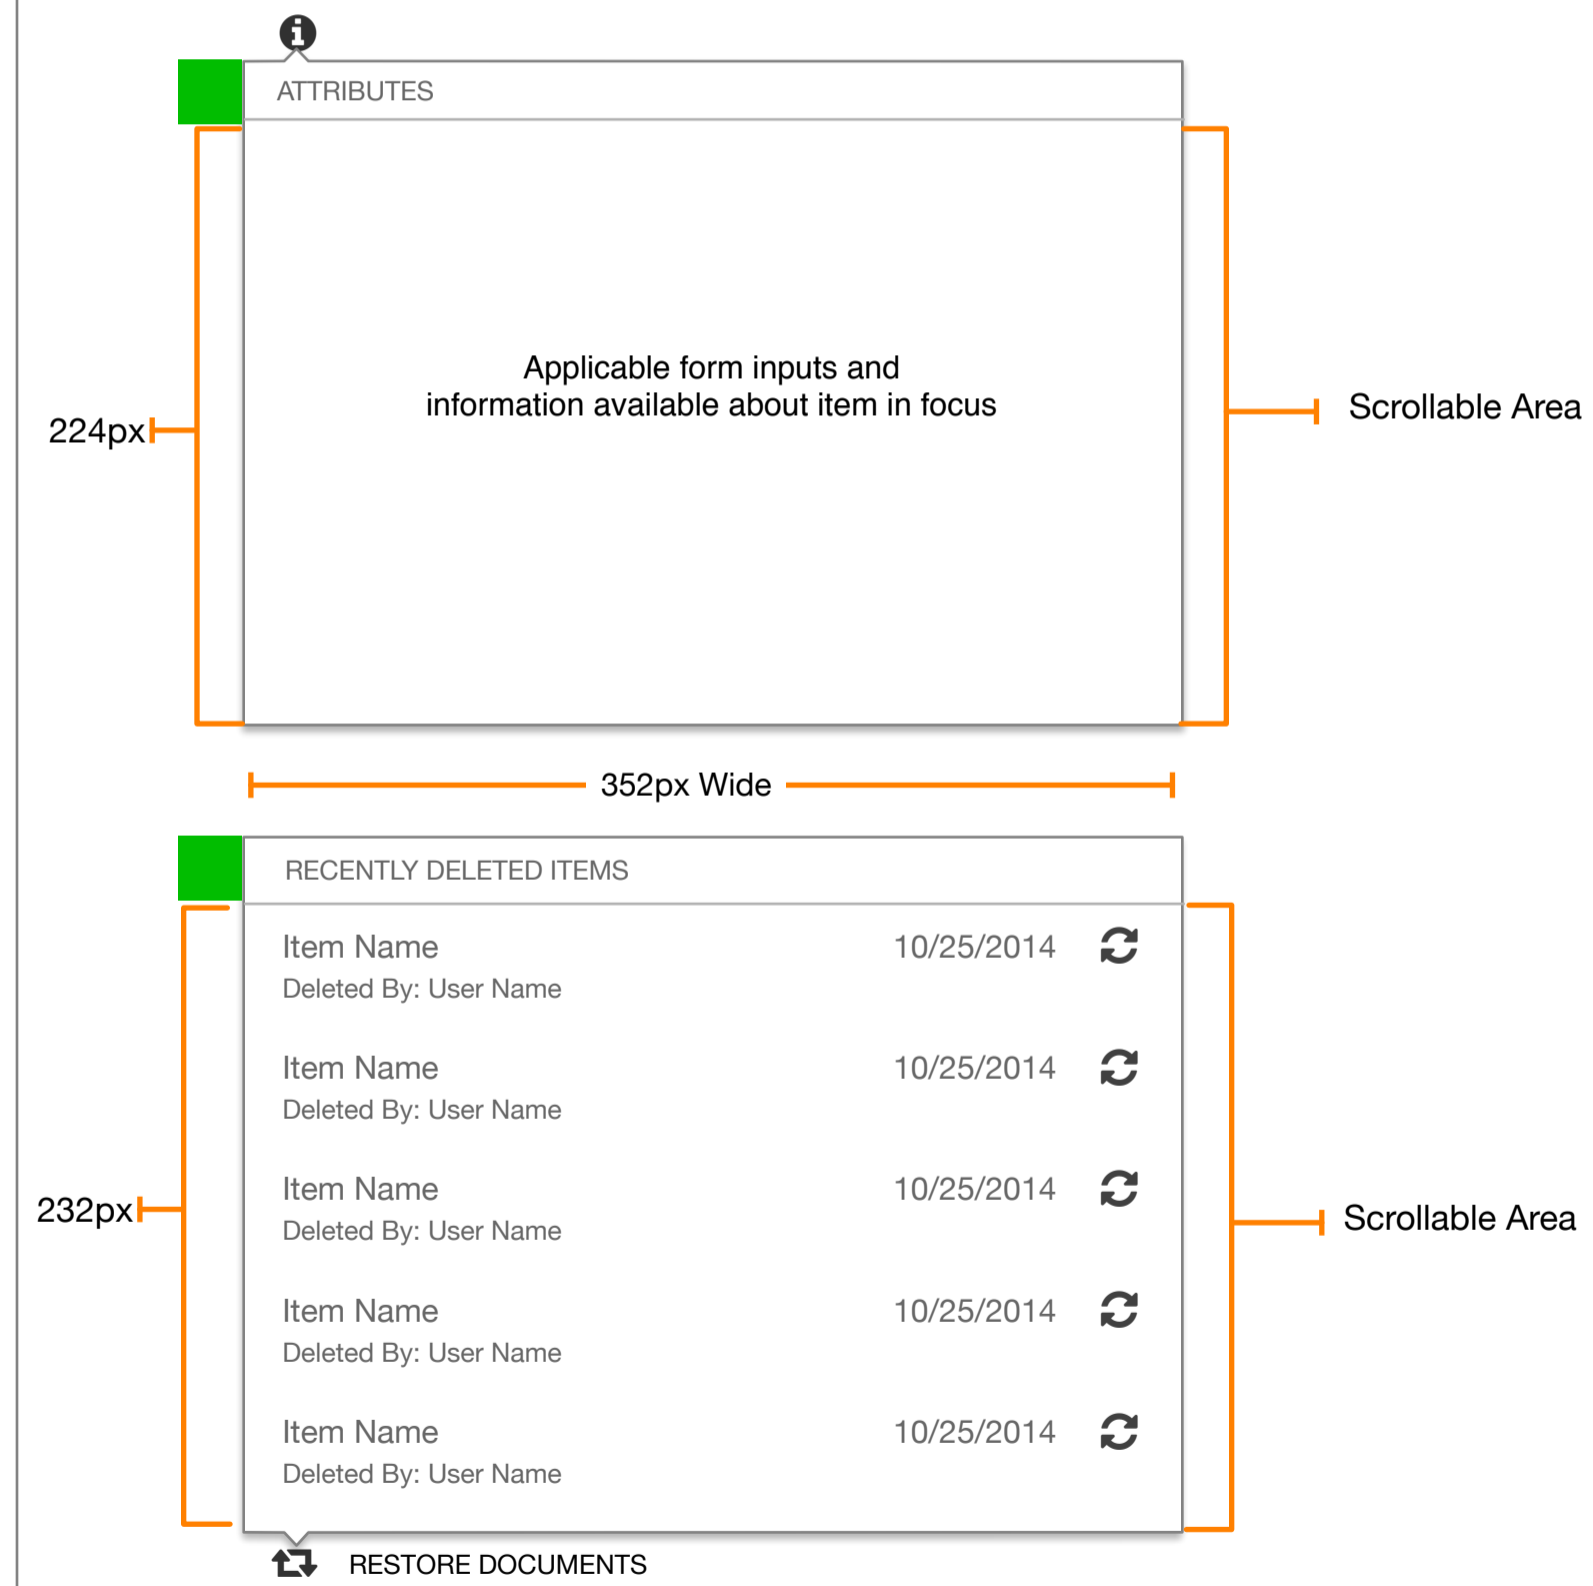 ATTRIBUTES
Applicable form inputs and
information available about item in focus
224px
Scrollable Area
352px Wide
RECENTLY DELETED ITEMS
Item Name 10/25/2014
Deleted By: User Name
Item Name 10/25/2014
Deleted By: User Name
Item Name 10/25/2014
Deleted By: User Name
232px
Scrollable Area
Item Name 10/25/2014
Deleted By: User Name
Item Name 10/25/2014
Deleted By: User Name
RESTORE DOCUMENTS